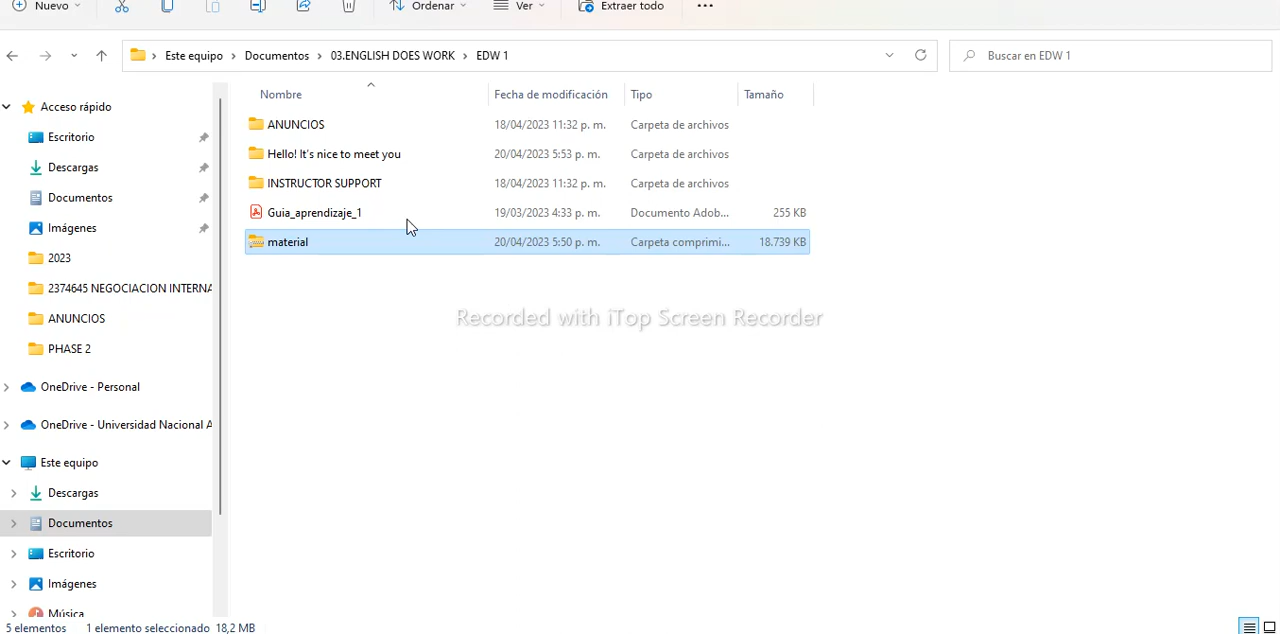 Nuevo
Ordenar
Ver
Extraer todo
Este equipo > Documentos > 03.ENGLISH DOES WORK > EDW 1
Buscar en EDW 1
Nombre Fecha de modificación Tipo Tamaño
ANUNCIOS 18/04/2023 11:32 p. m. Carpeta de archivos
Hello! It's nice to meet you 20/04/2023 5:53 p. m. Carpeta de archivos
INSTRUCTOR SUPPORT 18/04/2023 11:32 p. m. Carpeta de archivos
Guia_aprendizaje_1 19/03/2023 4:33 p. m. Documento Adob... 255 KB
material 20/04/2023 5:50 p. m. Carpeta comprimi... 18.739 KB
Acceso rápido
Escritorio
Descargas
Documentos
Imágenes
2023
2374645 NEGOCIACION INTERNA
ANUNCIOS
PHASE 2
OneDrive - Personal
OneDrive - Universidad Nacional A
Este equipo
Descargas
Documentos
Escritorio
Imágenes
Música
Recorded with iTop Screen Recorder
5 elementos 1 elemento seleccionado 18,2 MB